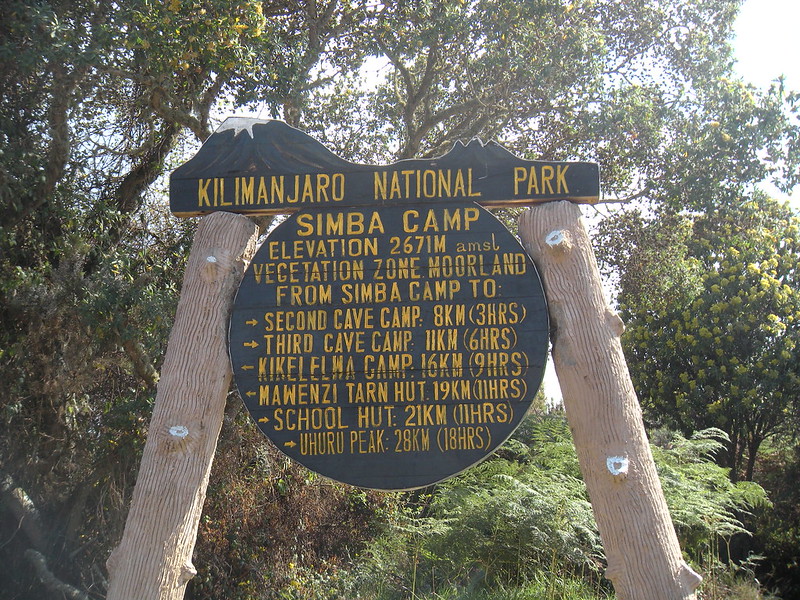 KILIMANJARO NATIONAL PARK
SIMBA CAMP
ELEVATION 2671M amsl
VEGETATION ZONE: MOORLAND
FROM SIMBA CAMP TO:
→ SECOND CAVE CAMP: 8KM (3HRS)
→ THIRD CAVE CAMP: 11KM (6HRS)
← KIKELELWA CAMP: 16KM (9HRS)
← MAWENZI TARN HUT: 19KM (11HRS)
→ SCHOOL HUT: 21KM (11HRS)
→ UHURU PEAK: 28KM (18HRS)